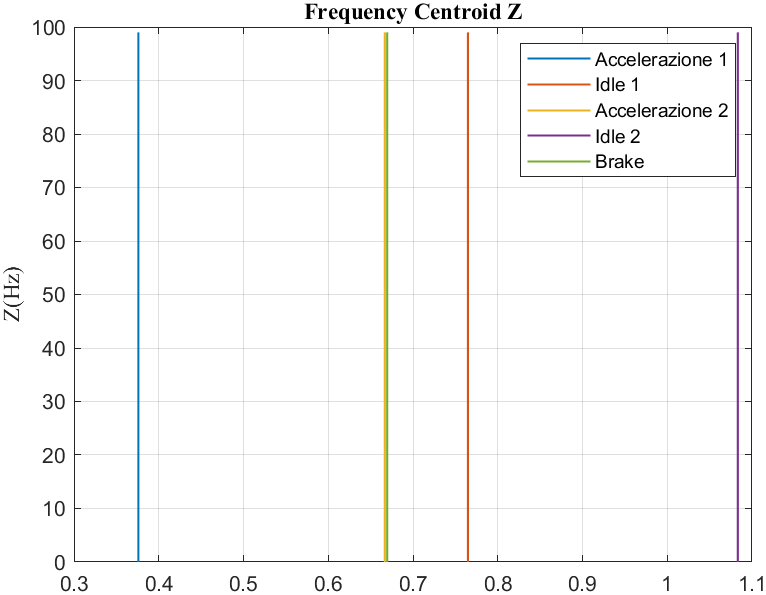 Frequency Centroid Z
100
90
80
70
60
50
40
30
20
10
0
Z(Hz)
Accelerazione 1
Idle 1
Accelerazione 2
Idle 2
Brake
0.3 0.4 0.5 0.6 0.7 0.8 0.9 1 1.1